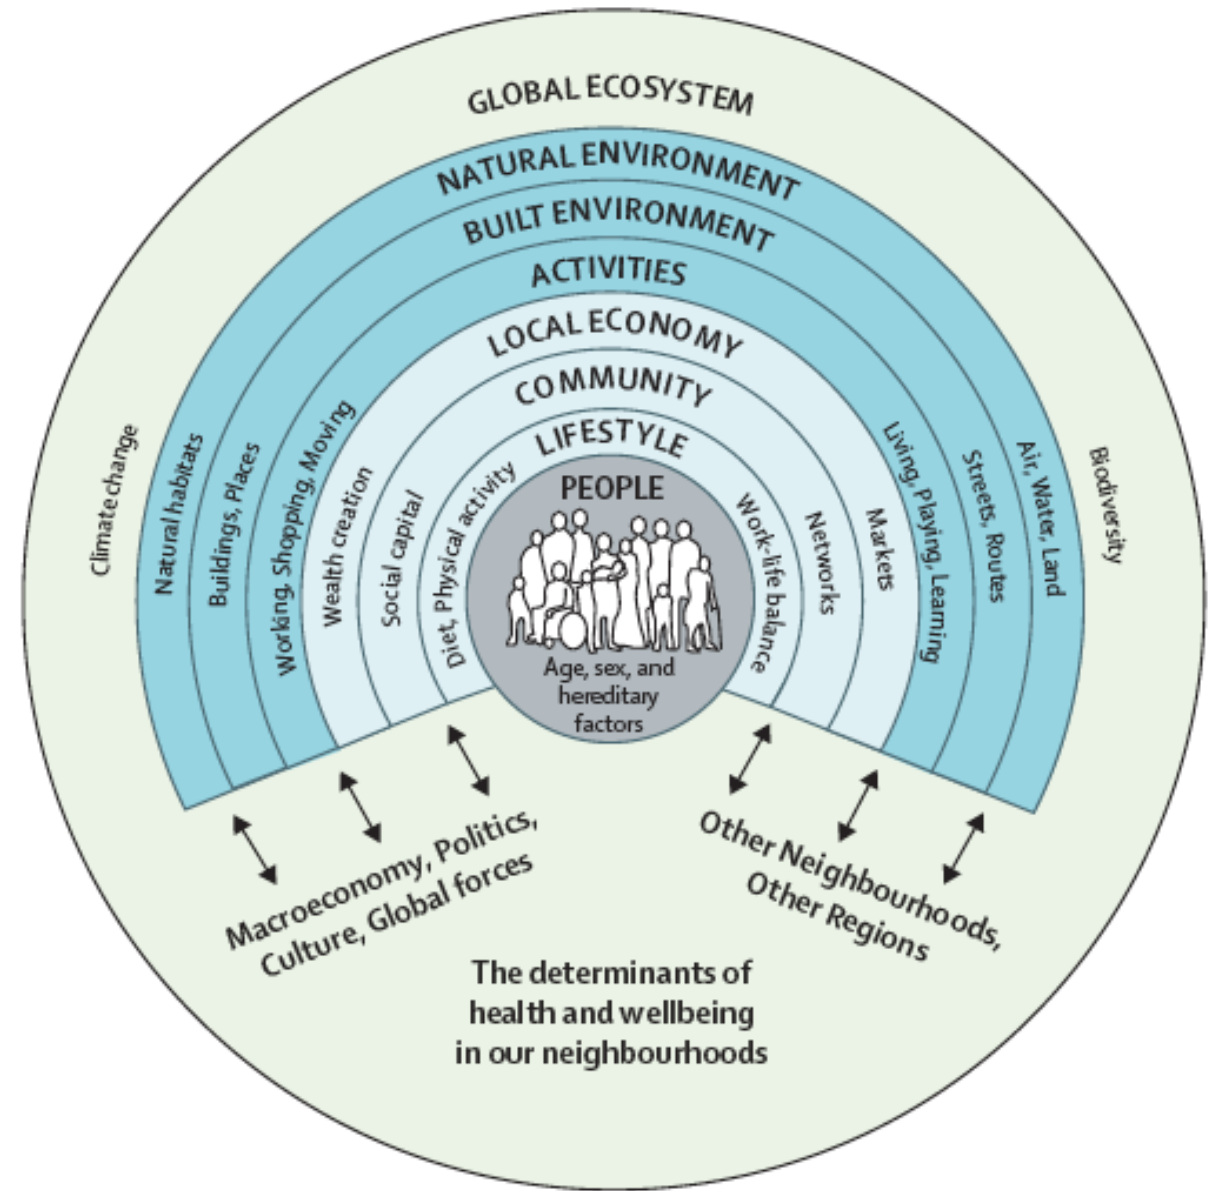 GLOBAL ECOSYSTEM
NATURAL ENVIRONMENT
BUILT ENVIRONMENT
ACTIVITIES
LOCAL ECONOMY
COMMUNITY
LIFESTYLE
PEOPLE
Age, sex, and
hereditary
factors
Climate change
Natural habitats
Buildings, Places
Working, Shopping, Moving
Wealth creation
Social capital
Diet, Physical activity
Work-life balance
Networks
Markets
Living, Playing, Learning
Streets, Routes
Air, Water, Land
Biodiversity
Macroeconomy, Politics,
Culture, Global forces
Other Neighbourhoods,
Other Regions
The determinants of
health and wellbeing
in our neighbourhoods